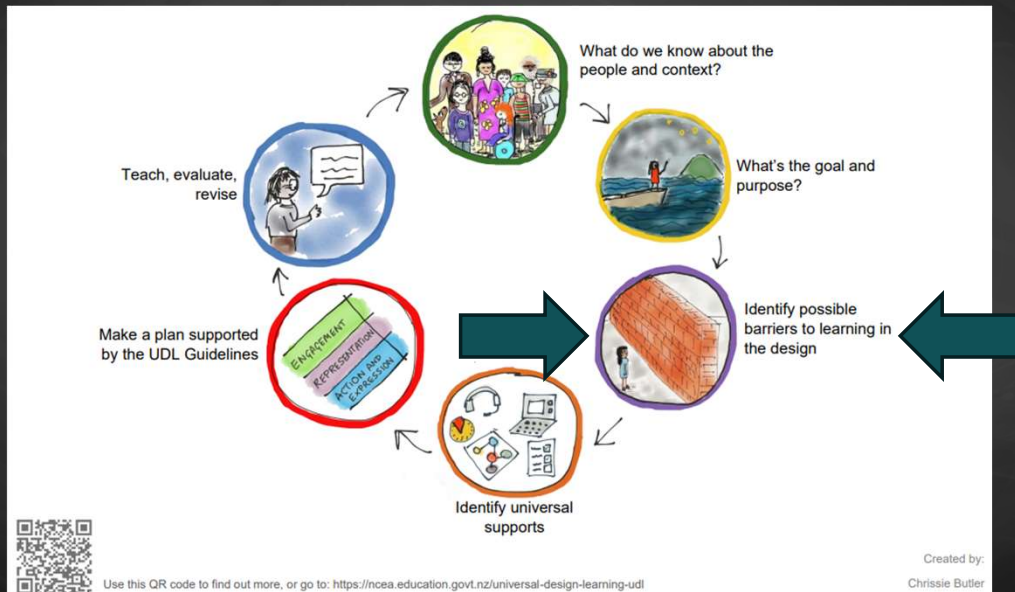 What do we know about the
people and context?
What's the goal and
purpose?
Identify possible
barriers to learning in
the design
Identify universal
supports
Make a plan supported
by the UDL Guidelines
ENGAGEMENT
REPRESENTATION
ACTION AND
EXPRESSION
Teach, evaluate,
revise
Use this QR code to find out more, or go to: https://ncea.education.govt.nz/universal-design-learning-udl
Created by:
Chrissie Butler